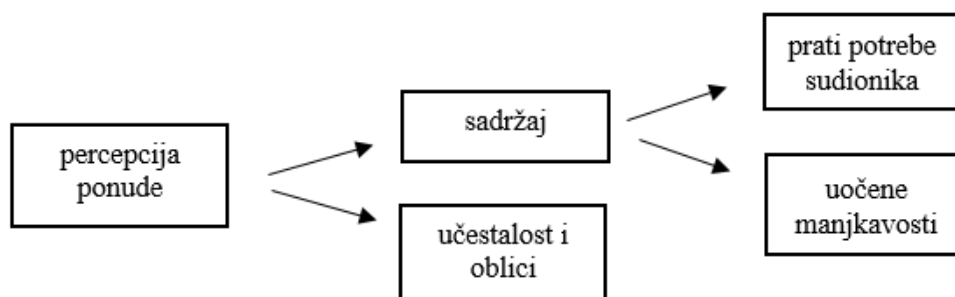 percepcija
ponude
sadržaj
učestalost i
oblici
prati potrebe
sudionika
uočene
manjkavosti